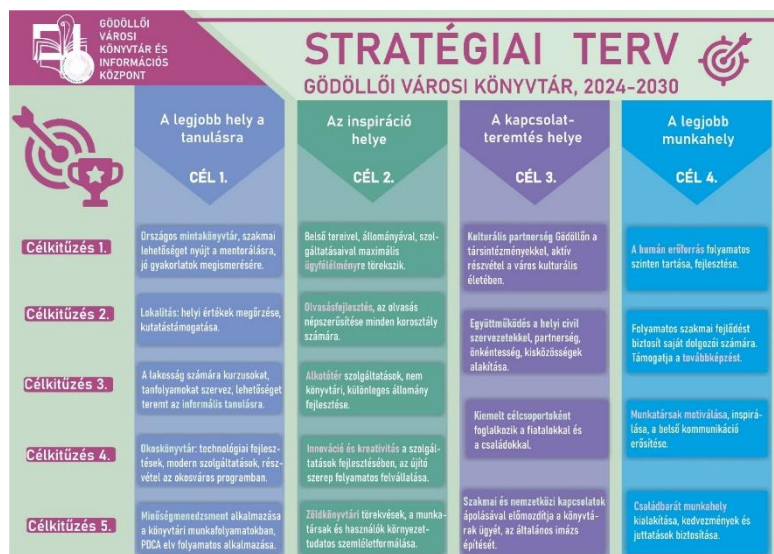 GÖDÖLLŐI
VÁROSI
KÖNYVTÁR ÉS
INFORMÁCIÓS
KÖZPONT
STRATÉGIAI TERV
GÖDÖLLŐI VÁROSI KÖNYVTÁR, 2024-2030
A legjobb hely a
tanulásra
CÉL 1.
Az inspiráció
helye
CÉL 2.
A kapcsolat-
teremtés helye
CÉL 3.
A legjobb
munkahely
CÉL 4.
Célkitűzés 1.
Országos mintakönyvtár, szakmai
lehetőséget nyújt a mentorálásra,
jó gyakorlatok megismerésére.
Belső tereivel, állományával, szol-
gáltatásaival maximális
ügyfélélményre törekszik.
Kulturális partnerség Gödöllőn a
társintézményekkel, aktív
részvétel a város kulturális
életében.
A humán erőforrás folyamatos
szinten tartása, fejlesztése.
Célkitűzés 2.
Lokalitás: helyi értékek megőrzése,
kutatástámogatása.
Olvasásfejlesztés, az olvasás
népszerűsítése minden korosztály
számára.
Együttműködés a helyi civil
szervezetekkel, partnerség,
önkéntesség, kisközösségek
alakítása.
Folyamatos szakmai fejlődést
biztosít saját dolgozói számára.
Támogatja a továbbképzést.
Célkitűzés 3.
A lakosság számára kurzusokat,
tanfolyamokat szervez, lehetőséget
teremt az informális tanulásra.
Alkotótér szolgáltatások, nem
könyvtári, különleges állomány
fejlesztése.
Kiemelt célcsoportként
foglalkozik a fiatalokkal és
a családokkal.
Munkatársak motiválása, inspirá-
lása, a belső kommunikáció
erősítése.
Célkitűzés 4.
Okoskönyvtár: technológiai fejlesz-
tések, modern szolgáltatások, rész-
vétel az okosváros programban.
Innováció és kreativitás a szolgál-
tatások fejlesztésében, az újító
szerep folyamatos felvállalása.
Célkitűzés 5.
Minőségmenedzsment alkalmazása
a könyvtári munkafolyamatokban,
PDCA elv folyamatos alkalmazása.
Zöldkönyvtári törekvések, a munka-
társak és használók környezet-
tudatos szemléletformálása.
Szakmai és nemzetközi kapcsolatok
ápolásával előmozdítja a könyvtá-
rak ügyét, az általános imázs
építését.
Családbarát munkahely
kialakítása, kedvezmények és
juttatások biztosítása.